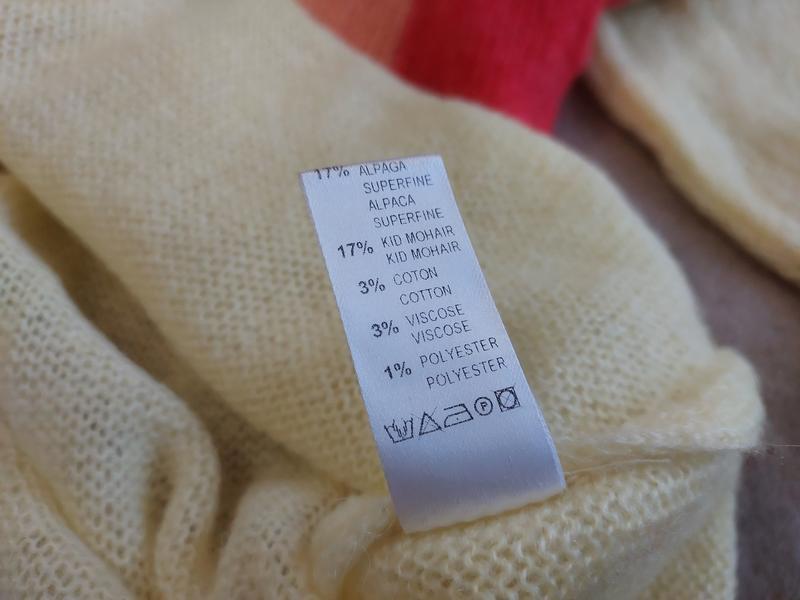 17% ALPAGA
SUPERFINE
ALPACA
SUPERFINE
17% KID MOHAIR
KID MOHAIR
3% COTON
COTTON
3% VISCOSE
VISCOSE
1% POLYESTER
POLYESTER
P